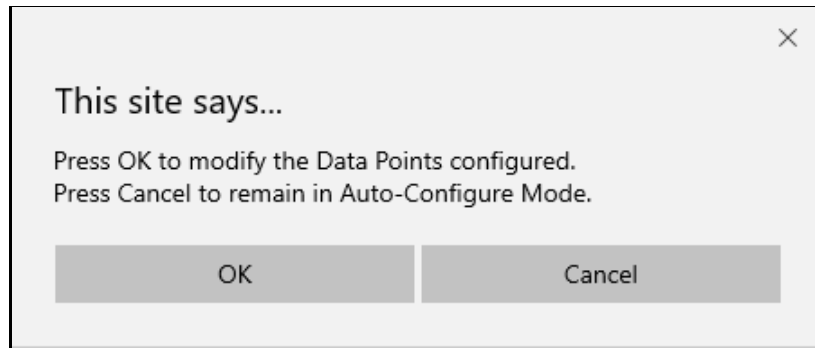 This site says...
Press OK to modify the Data Points configured.
Press Cancel to remain in Auto-Configure Mode.
OK
Cancel